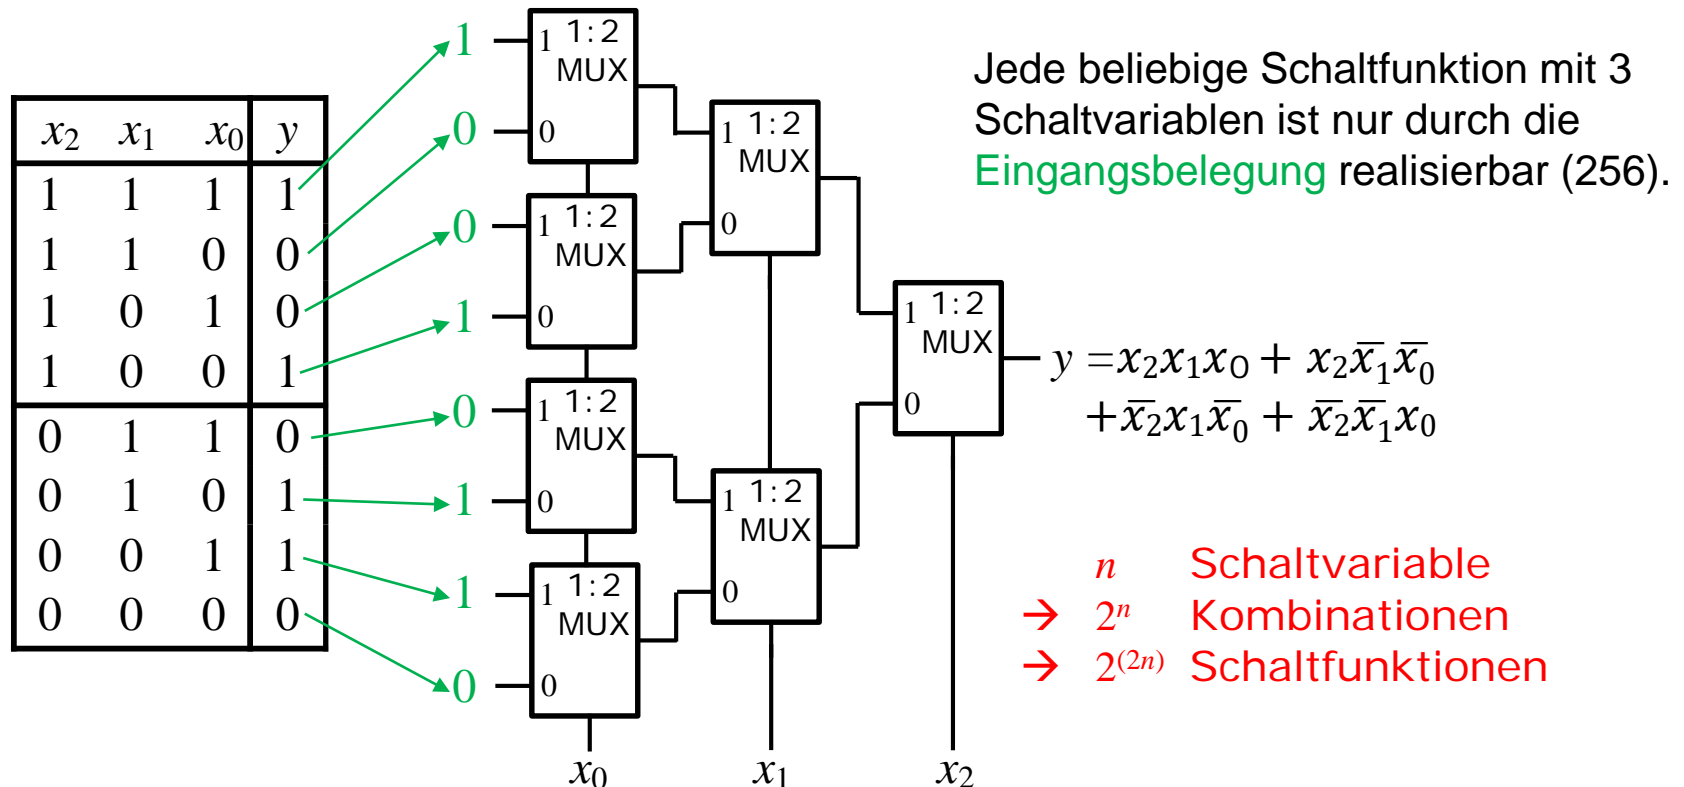 x₂ x₁ x₀ y
1 1 1 1
1 1 0 0
1 0 1 0
1 0 0 1
0 1 1 0
0 1 0 1
0 0 1 1
0 0 0 0
1
0
0
1
0
1
1
0
1 1:2
MUX
0
1 1:2
MUX
0
1 1:2
MUX
0
1 1:2
MUX
0
1 1:2
MUX
0
1 1:2
MUX
0
1 1:2
MUX
0
x₀ x₁ x₂
Jede beliebige Schaltfunktion mit 3
Schaltvariablen ist nur durch die
Eingangsbelegung realisierbar (256).
y =x₂x₁x₀ + x₂x̅₁x̅₀
+x̅₂x₁x̅₀ + x̅₂x̅₁x₀
n Schaltvariable
→ 2ⁿ Kombinationen
→ 2⁽²ⁿ⁾ Schaltfunktionen